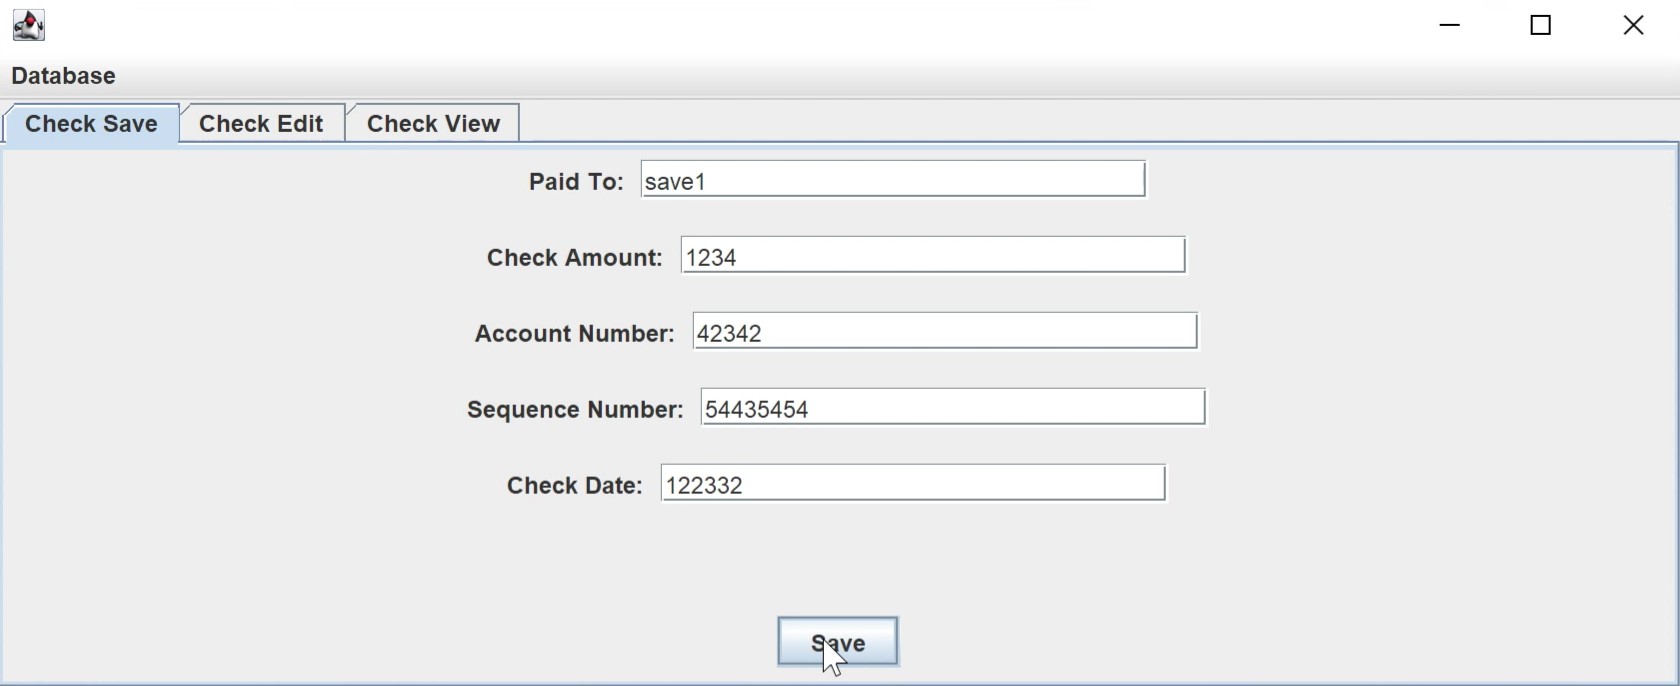 Database
Check Save Check Edit Check View
Paid To: save1
Check Amount: 1234
Account Number: 42342
Sequence Number: 54435454
Check Date: 122332
Save